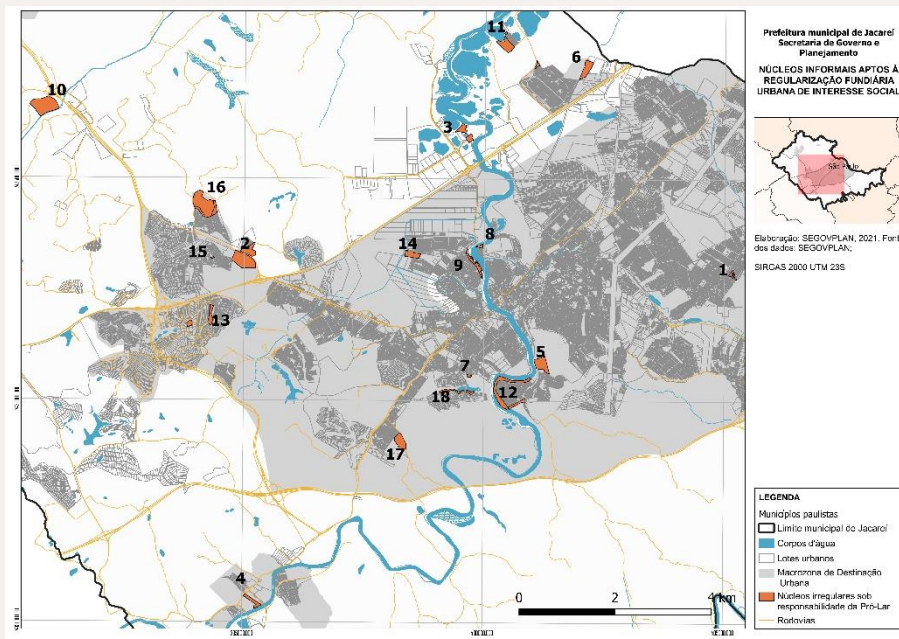 Prefeitura municipal de Jacareí
Secretaria de Governo e
Planejamento
NÚCLEOS INFORMAIS APTOS À
REGULARIZAÇÃO FUNDIÁRIA
URBANA DE INTERESSE SOCIAL
São Paulo
Elaboração: SEGOVPLAN, 2021. Font
dos dados: SEGOVPLAN;
SIRGAS 2000 UTM 23S
11
6
10
3
16
15
2
14
8
9
1
13
5
7
18
12
17
4
0
2
4 km
LEGENDA
Municípios paulistas
Limite municipal de Jacareí
Corpos d'água
Lotes urbanos
Macrozona de Destinação
Urbana
Núcleos irregulares sob
responsabilidade da Pró-Lar
Rodovias